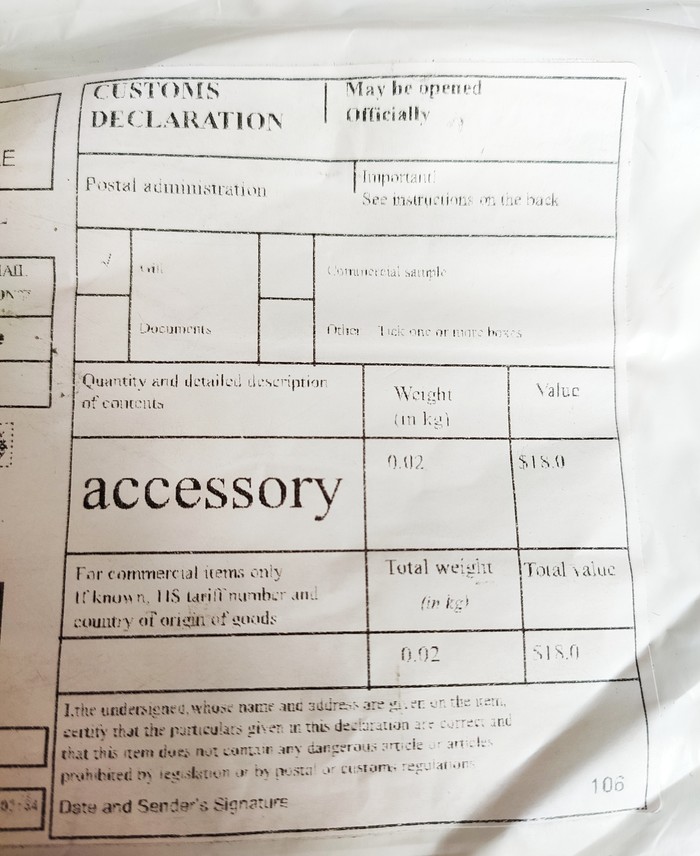 CUSTOMS
DECLARATION
May be opened
Officially
E
Postal administration
Important!
See instructions on the back
✓
Gift
Commercial sample
Documents
Other
Tick one or more boxes
Quantity and detailed description
of contents
Weight
(in kg)
Value
accessory
0.02
$18.0
For commercial items only
If known, HS tariff number and
country of origin of goods
Total weight
(in kg)
Total value
0.02
$18.0
I,the undersigned,whose name and address are given on the item,
certify that the particulars given in this declaration are correct and
that this item does not contain any dangerous article or articles
prohibited by legislation or by postal or customs regulations
Date and Sender's Signature
106